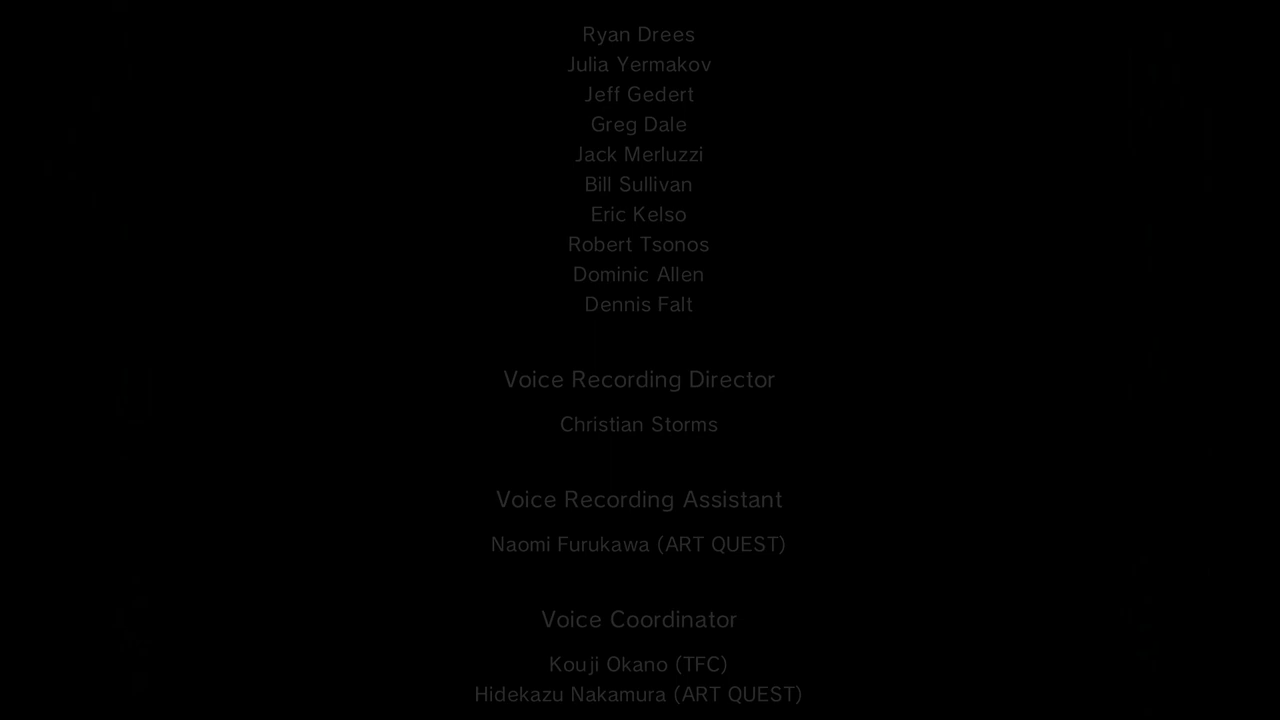 Ryan Drees
Julia Yermakov
Jeff Gedert
Greg Dale
Jack Merluzzi
Bill Sullivan
Eric Kelso
Robert Tsonos
Dominic Allen
Dennis Falt
Voice Recording Director
Christian Storms
Voice Recording Assistant
Naomi Furukawa (ART QUEST)
Voice Coordinator
Kouji Okano (TFC)
Hidekazu Nakamura (ART QUEST)